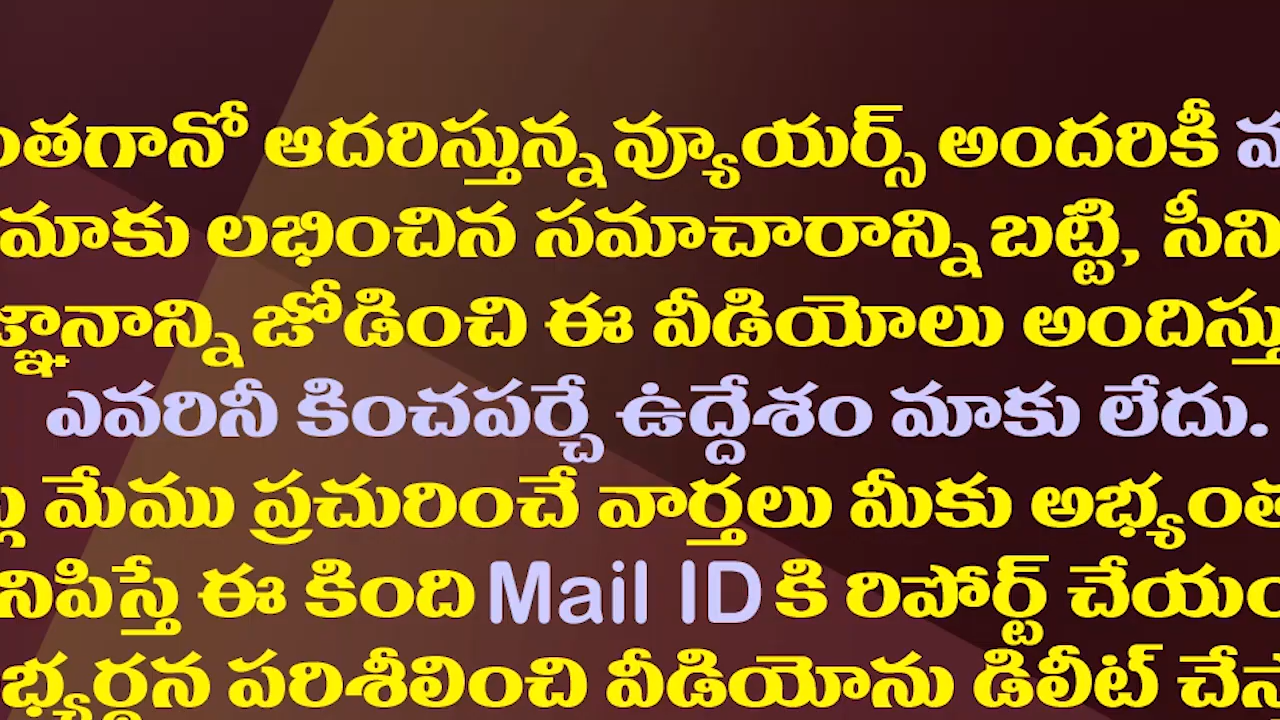 ంతగానో ఆదరిస్తున్న వ్యూయర్స్ అందరికీ
మాకు లభించిన సమాచారాన్ని బట్టి, సీని
జ్ఞానాన్ని జోడించి ఈ వీడియోలు అందిస్తు
ఎవరినీ కించపర్చే ఉద్దేశం మాకు లేదు.
మేము ప్రచురించే వార్తలు మీకు అభ్యంత
నిపిస్తే ఈ కింది Mail ID కి రిపోర్ట్ చేయం
భ్యర్ధన పరిశీలించి వీడియోను డిలీట్ చేస